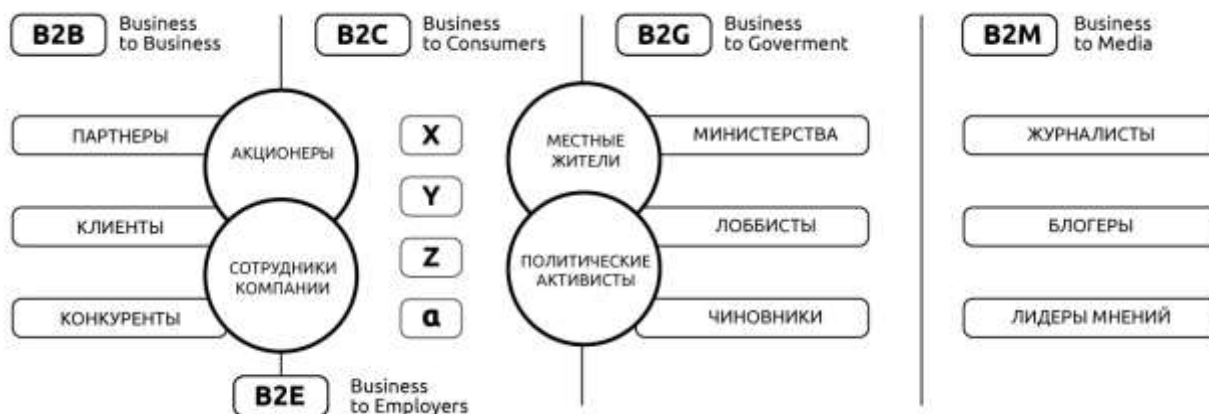 B2B Business
to Business
B2C Business
to Consumers
B2G Business
to Goverment
B2M Business
to Media
ПАРТНЕРЫ
АКЦИОНЕРЫ
X
МЕСТНЫЕ
ЖИТЕЛИ
МИНИСТЕРСТВА
ЖУРНАЛИСТЫ
Y
КЛИЕНТЫ
ЛОББИСТЫ
БЛОГЕРЫ
СОТРУДНИКИ
КОМПАНИИ
Z
ПОЛИТИЧЕСКИЕ
АКТИВИСТЫ
КОНКУРЕНТЫ
α
ЧИНОВНИКИ
ЛИДЕРЫ МНЕНИЙ
B2E Business
to Employers